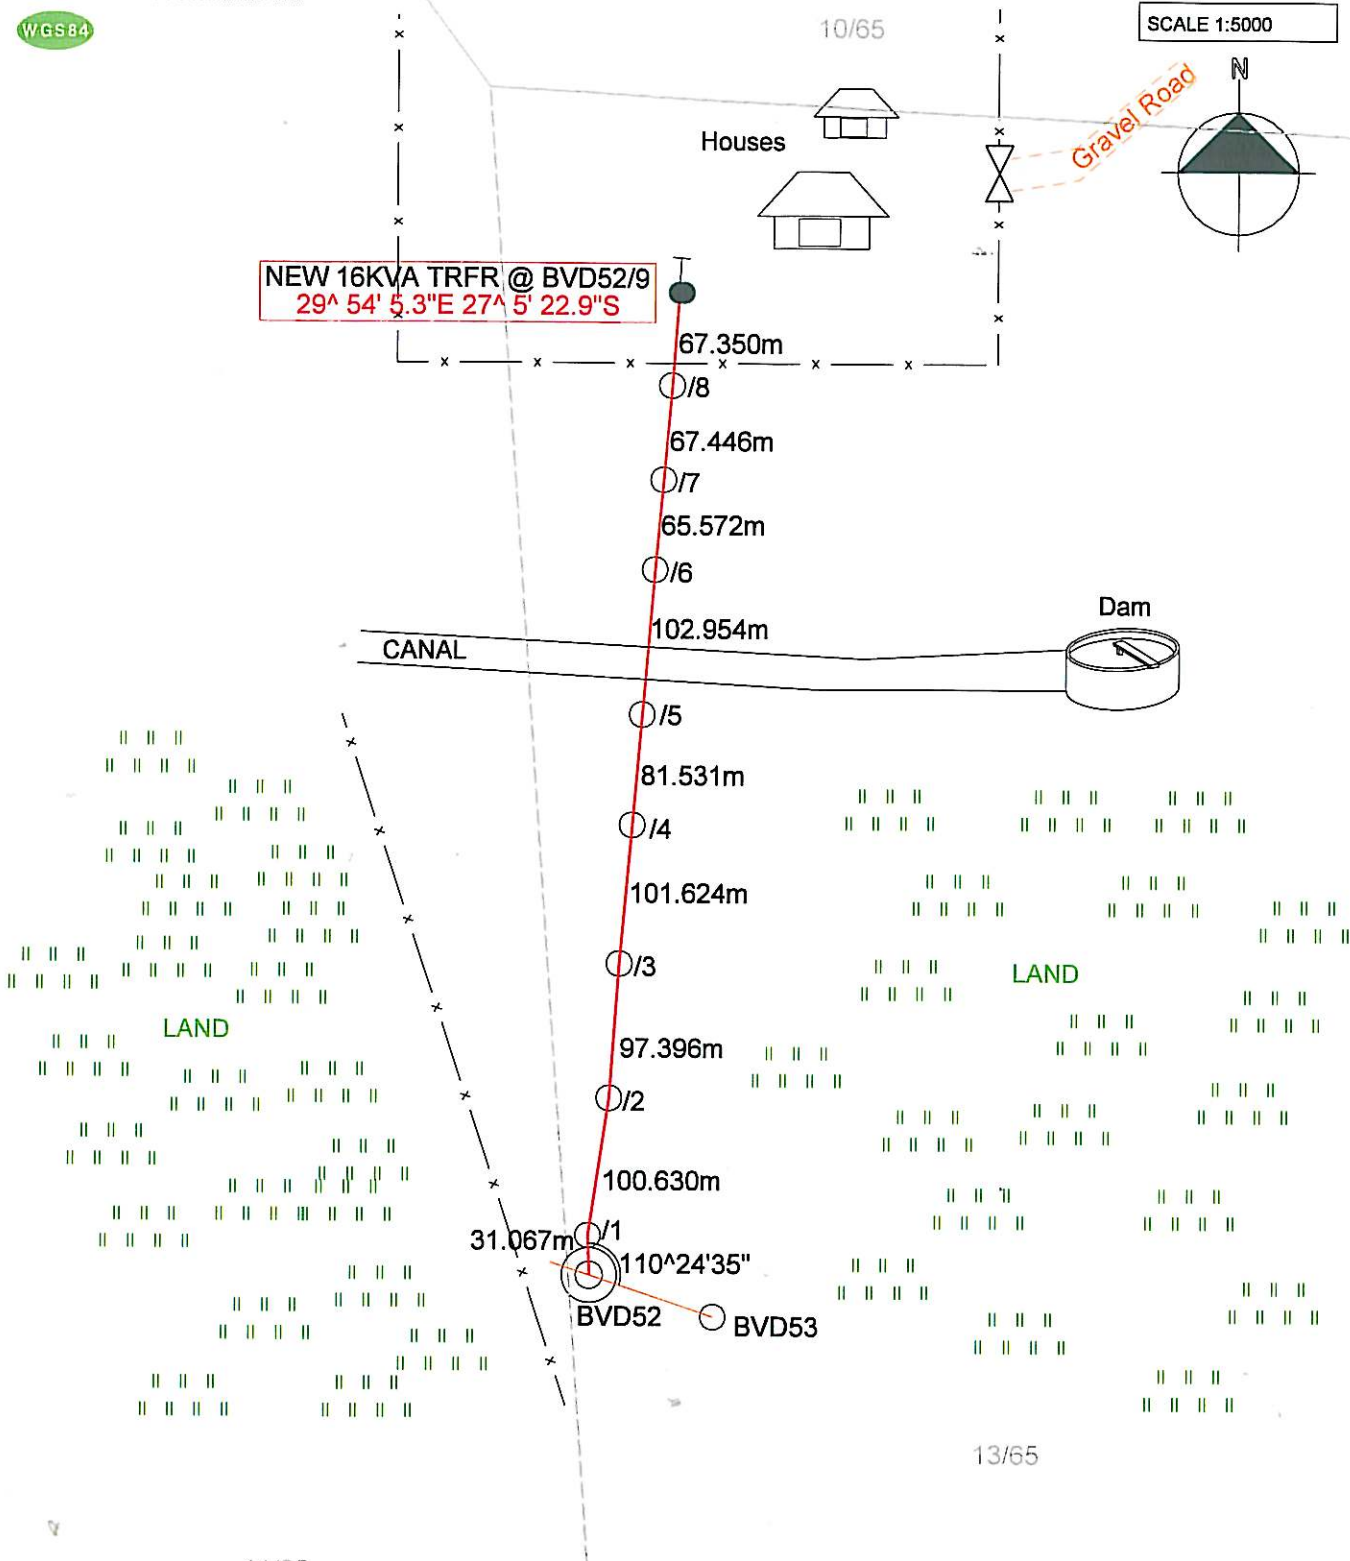 WGS84
10/65
SCALE 1:5000
N
Gravel Road
Houses
NEW 16KVA TRFR @ BVD52/9
29^ 54' 5.3"E 27^ 5' 22.9"S
67.350m
/8
67.446m
/7
65.572m
/6
102.954m
Dam
CANAL
/5
81.531m
/4
101.624m
/3
LAND
LAND
97.396m
/2
100.630m
/1
31.067m
110^24'35"
BVD52
BVD53
13/65